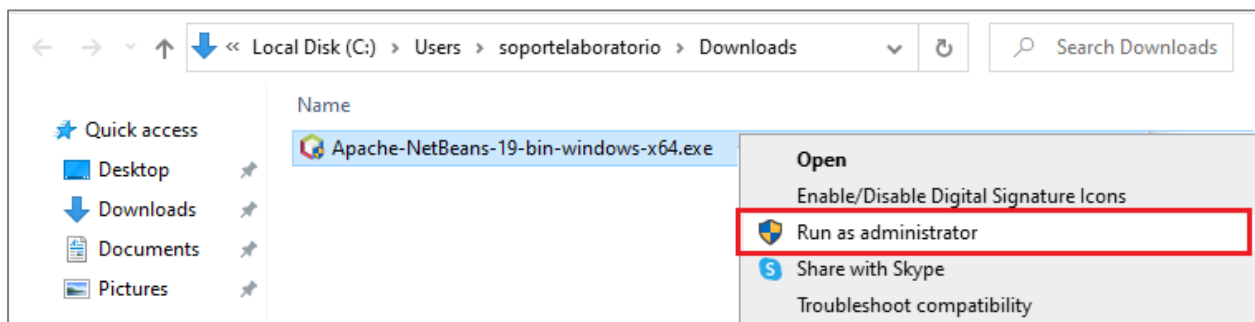 « Local Disk (C:) > Users > soportelaboratorio > Downloads
Search Downloads
Name
Quick access
Desktop
Downloads
Documents
Pictures
Apache-NetBeans-19-bin-windows-x64.exe
Open
Enable/Disable Digital Signature Icons
Run as administrator
Share with Skype
Troubleshoot compatibility